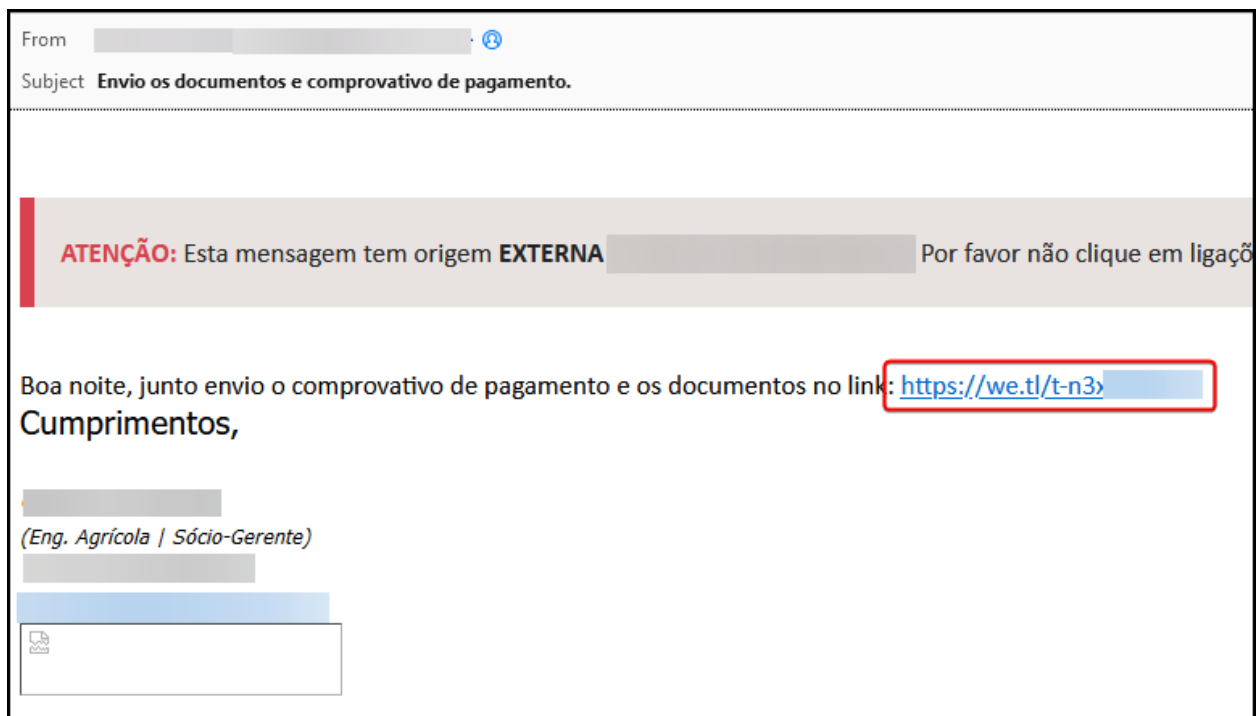 From
Subject Envio os documentos e comprovativo de pagamento.
ATENÇÃO: Esta mensagem tem origem EXTERNA Por favor não clique em ligaçõ
Boa noite, junto envio o comprovativo de pagamento e os documentos no link: https://we.tl/t-n3x
Cumprimentos,
(Eng. Agrícola | Sócio-Gerente)